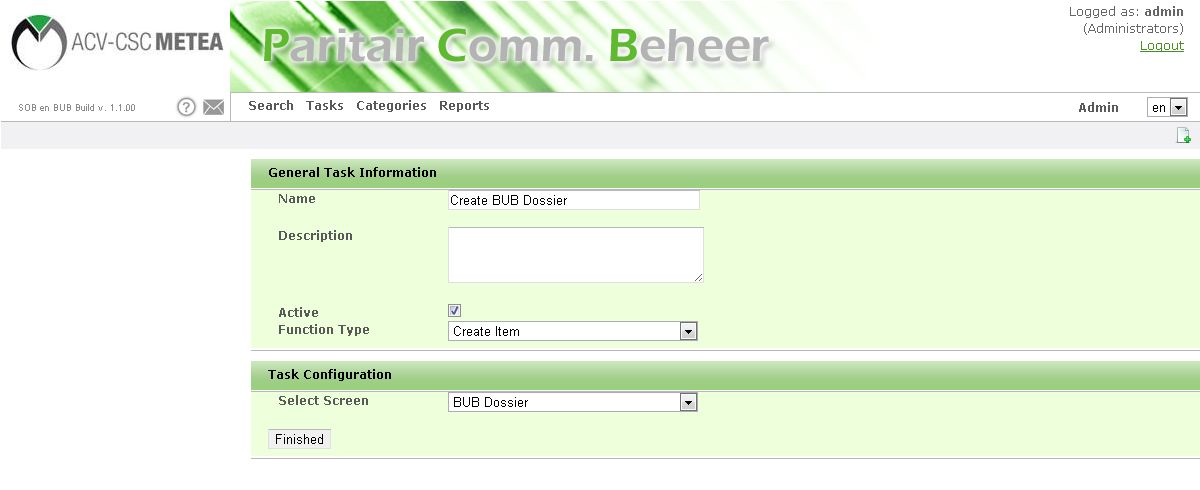 ACV-CSC METEA
Paritair Comm. Beheer
Logged as: admin
(Administrators)
Logout
SOB en BUB Build v. 1.1.00
?
Search Tasks Categories Reports
Admin
en
General Task Information
Name
Create BUB Dossier
Description
Active
Function Type
Create Item
Task Configuration
Select Screen
BUB Dossier
Finished